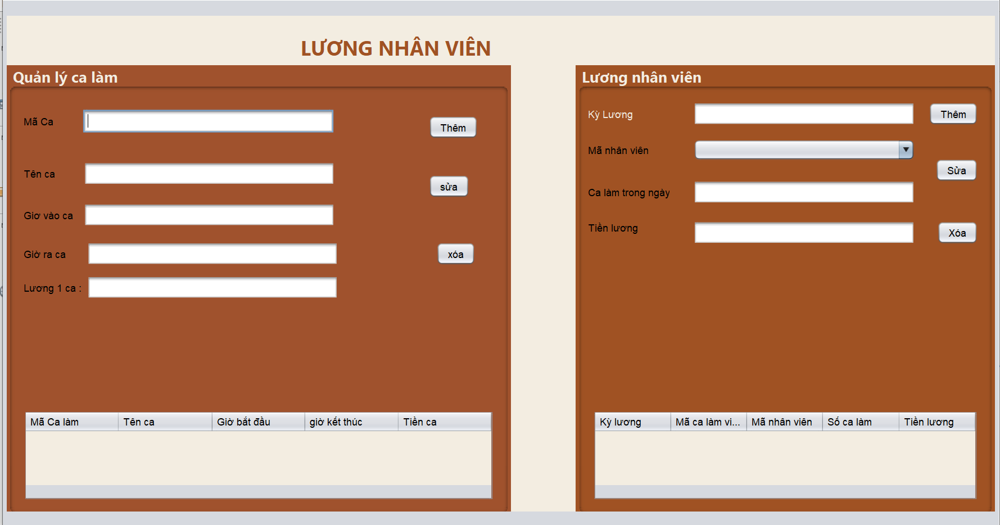 LƯƠNG NHÂN VIÊN
Quản lý ca làm
Mã Ca
Thêm
Tên ca
sửa
Giơ vào ca
Giờ ra ca
xóa
Lương 1 ca :
Mã Ca làm Tên ca Giờ bắt đầu giờ kết thúc Tiền ca
Lương nhân viên
Kỳ Lương
Thêm
Mã nhân viên
Sửa
Ca làm trong ngày
Tiền lương
Xóa
Kỳ lương Mã ca làm vi... Mã nhân viên Số ca làm Tiền lương